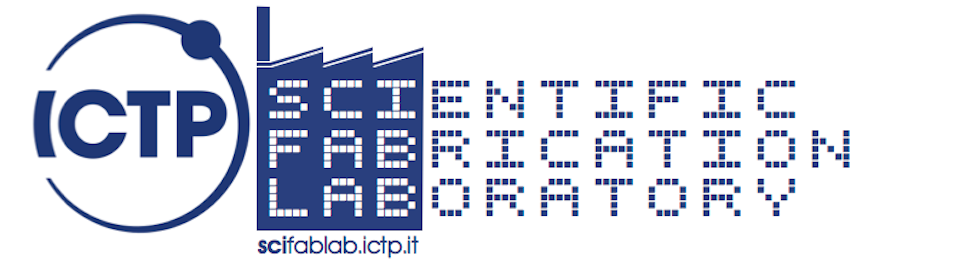 ICTP
SCIENTIFIC
FABRICATION
LABORATORY
scifablab.ictp.it